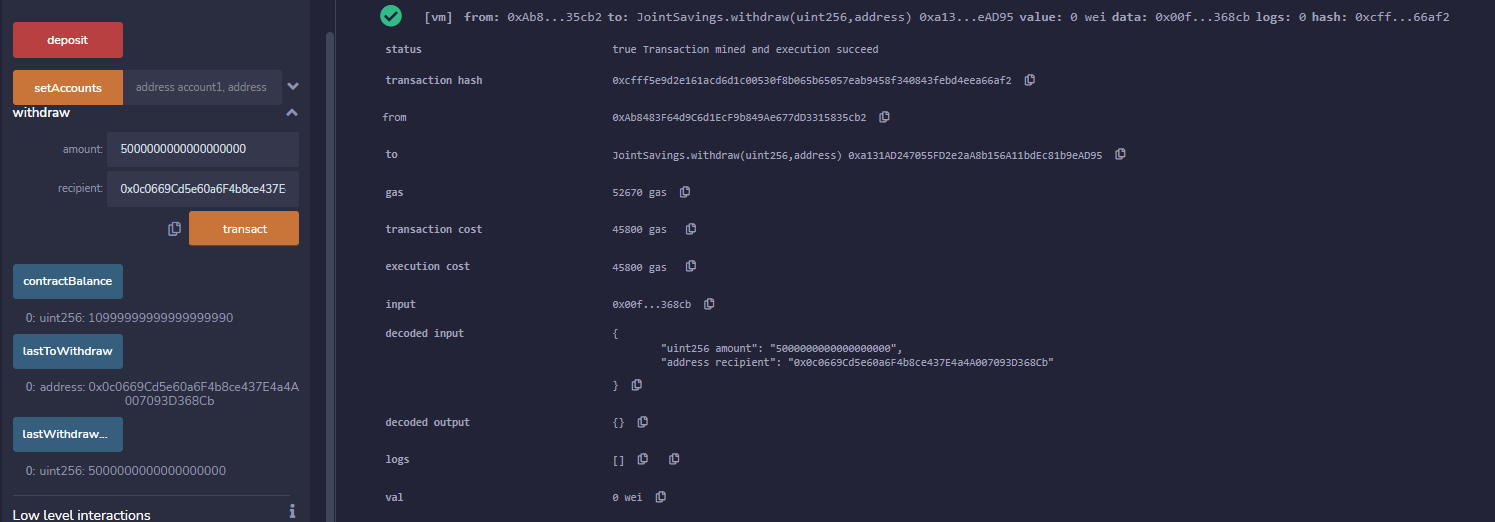 deposit
setAccounts
address account1, address
withdraw
amount:
5000000000000000000
recipient:
0x0c0669Cd5e60a6F4b8ce437E
transact
contractBalance
0: uint256: 10999999999999999990
lastToWithdraw
0: address: 0x0c0669Cd5e60a6F4b8ce437E4a4A
007093D368Cb
lastWithdraw...
0: uint256: 5000000000000000000
Low level interactions
[vm] from: 0xAb8...35cb2 to: JointSavings.withdraw(uint256,address) 0xa13...eAD95 value: 0 wei data: 0x00f...368cb logs: 0 hash: 0xcff...66af2
status true Transaction mined and execution succeed
transaction hash 0xcfff5e9d2e161acd6d1c00530f8b065b65057eab9458f340843febd4eea66af2
from 0xAb8483F64d9C6d1EcF9b849Ae677dD3315835cb2
to JointSavings.withdraw(uint256,address) 0xa131AD247055FD2e2aA8b156A11bdEc81b9eAD95
gas 52670 gas
transaction cost 45800 gas
execution cost 45800 gas
input 0x00f...368cb
decoded input {
"uint256 amount": "5000000000000000000",
"address recipient": "0x0c0669Cd5e60a6F4b8ce437E4a4A007093D368Cb"
}
decoded output {}
logs []
val 0 wei